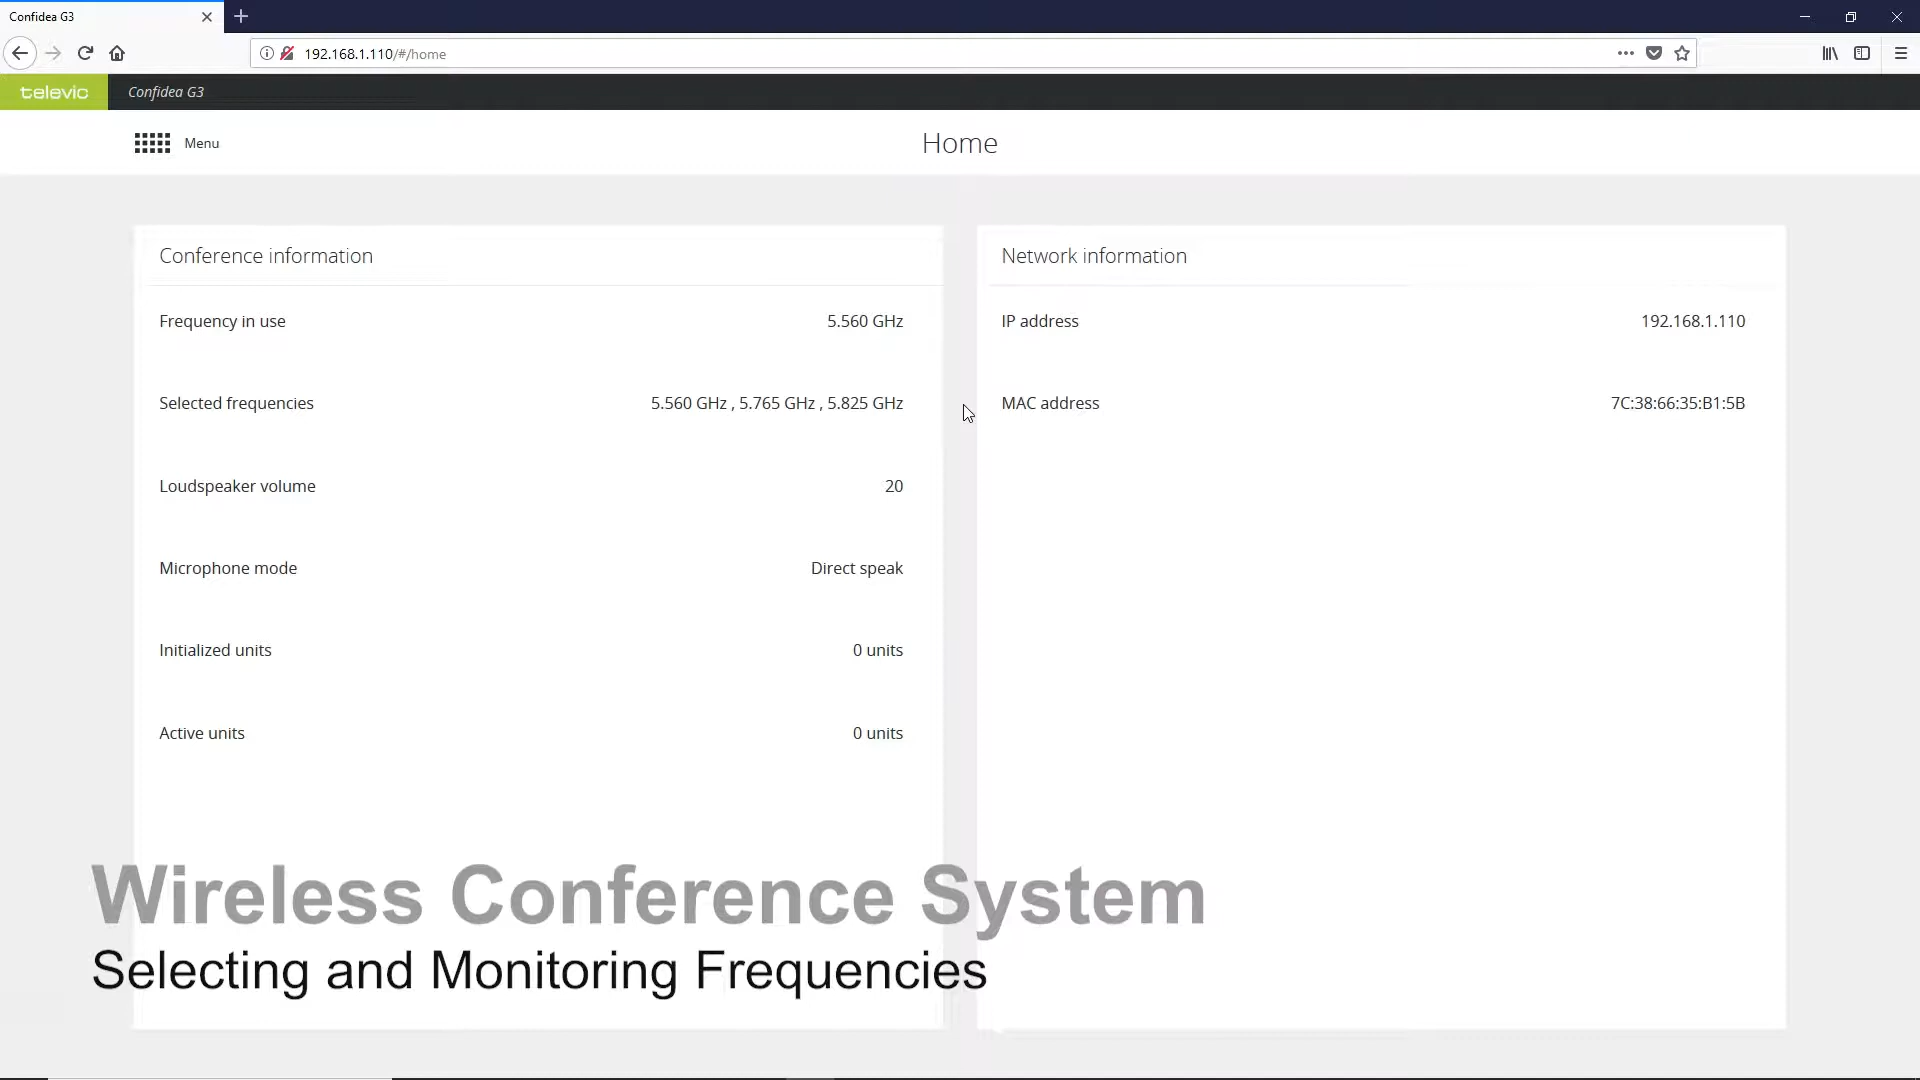 Confidea G3
192.168.1.110/#/home
televic Confidea G3
Menu
Home
Conference information
Frequency in use 5.560 GHz
Selected frequencies 5.560 GHz , 5.765 GHz , 5.825 GHz
Loudspeaker volume 20
Microphone mode Direct speak
Initialized units 0 units
Active units 0 units
Network information
IP address 192.168.1.110
MAC address 7C:38:66:35:B1:5B
Wireless Conference System
Selecting and Monitoring Frequencies